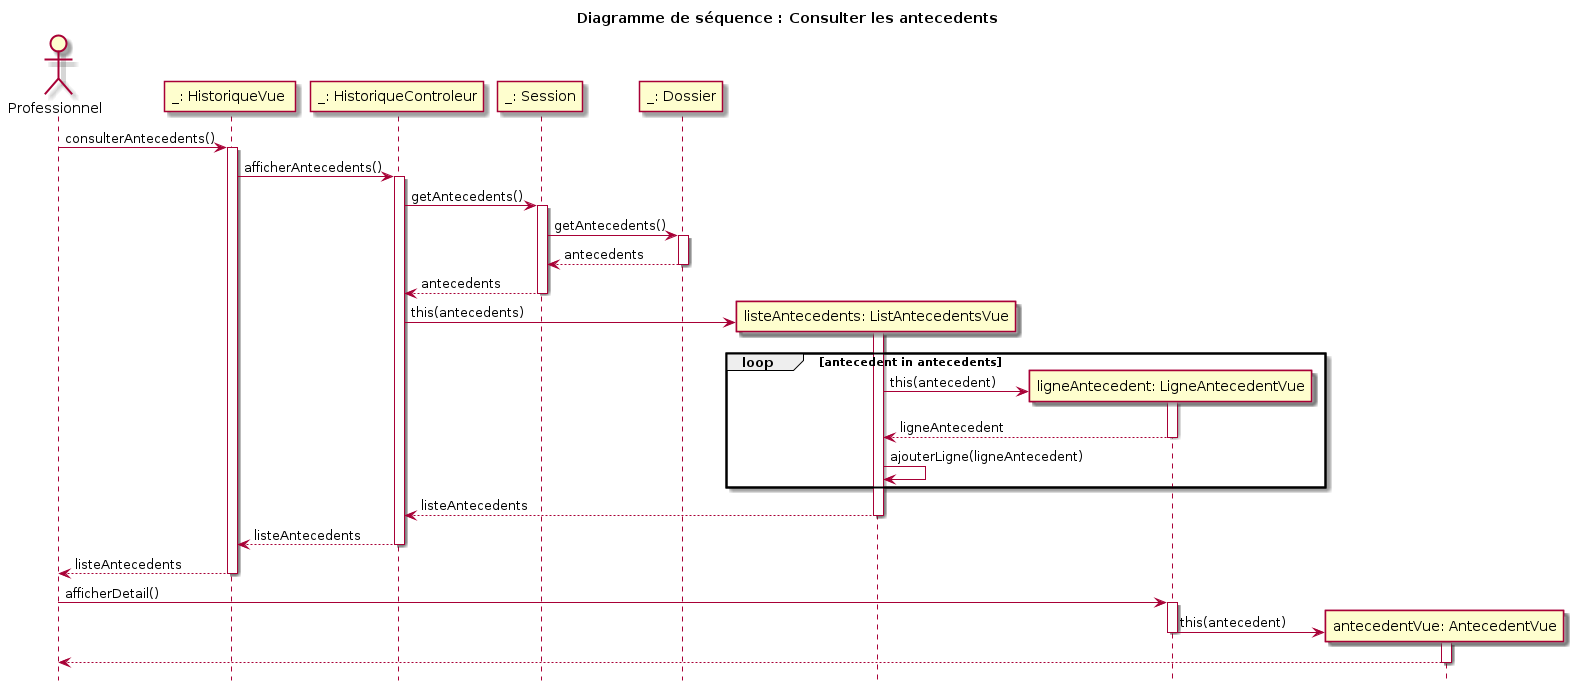 Diagramme de séquence : Consulter les antecedents
Professionnel
_: HistoriqueVue
_: HistoriqueControleur
_: Session
_: Dossier
consulterAntecedents()
afficherAntecedents()
getAntecedents()
getAntecedents()
antecedents
antecedents
this(antecedents)
listeAntecedents: ListAntecedentsVue
loop
[antecedent in antecedents]
this(antecedent)
ligneAntecedent: LigneAntecedentVue
ligneAntecedent
ajouterLigne(ligneAntecedent)
listeAntecedents
listeAntecedents
listeAntecedents
afficherDetail()
this(antecedent)
antecedentVue: AntecedentVue